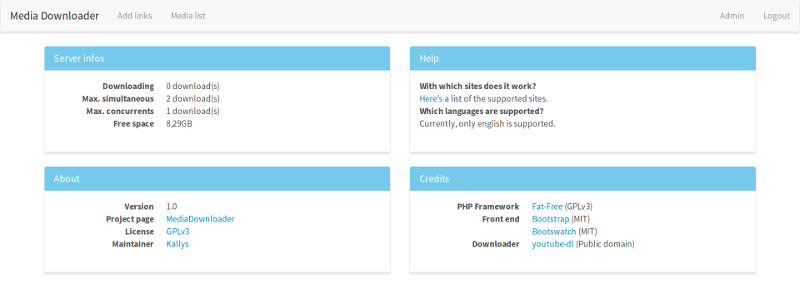 Media Downloader Add links Media list Admin Logout
Server infos
Downloading 0 download(s)
Max. simultaneous 2 download(s)
Max. concurrents 1 download(s)
Free space 8,29GB
Help
With which sites does it work?
Here's a list of the supported sites.
Which languages are supported?
Currently, only english is supported.
About
Version 1.0
Project page MediaDownloader
License GPLv3
Maintainer Kallys
Credits
PHP Framework Fat-Free (GPLv3)
Front end Bootstrap (MIT)
Bootswatch (MIT)
Downloader youtube-dl (Public domain)